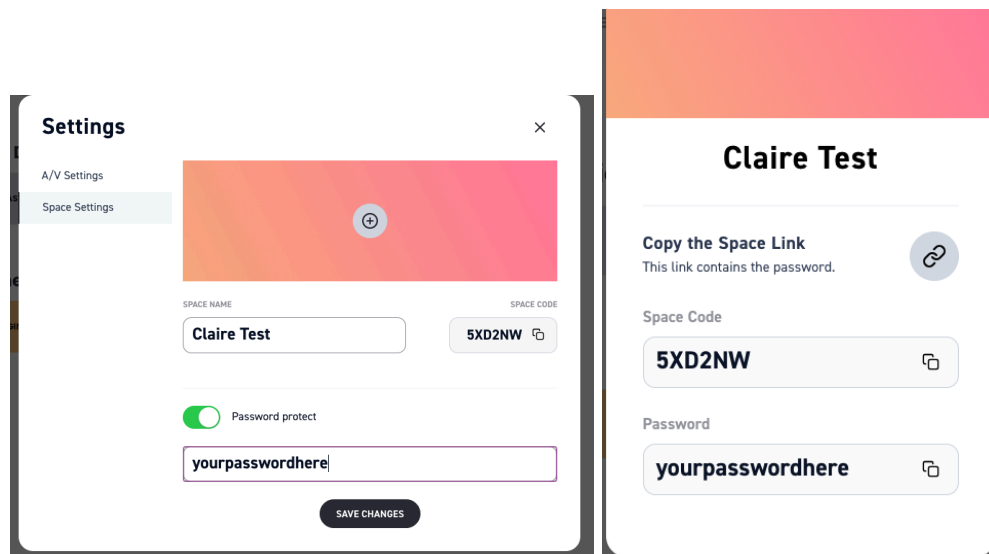 Settings
A/V Settings
Space Settings
SPACE NAME
SPACE CODE
Claire Test
5XD2NW
Password protect
yourpasswordhere
SAVE CHANGES
Claire Test
Copy the Space Link
This link contains the password.
Space Code
5XD2NW
Password
yourpasswordhere